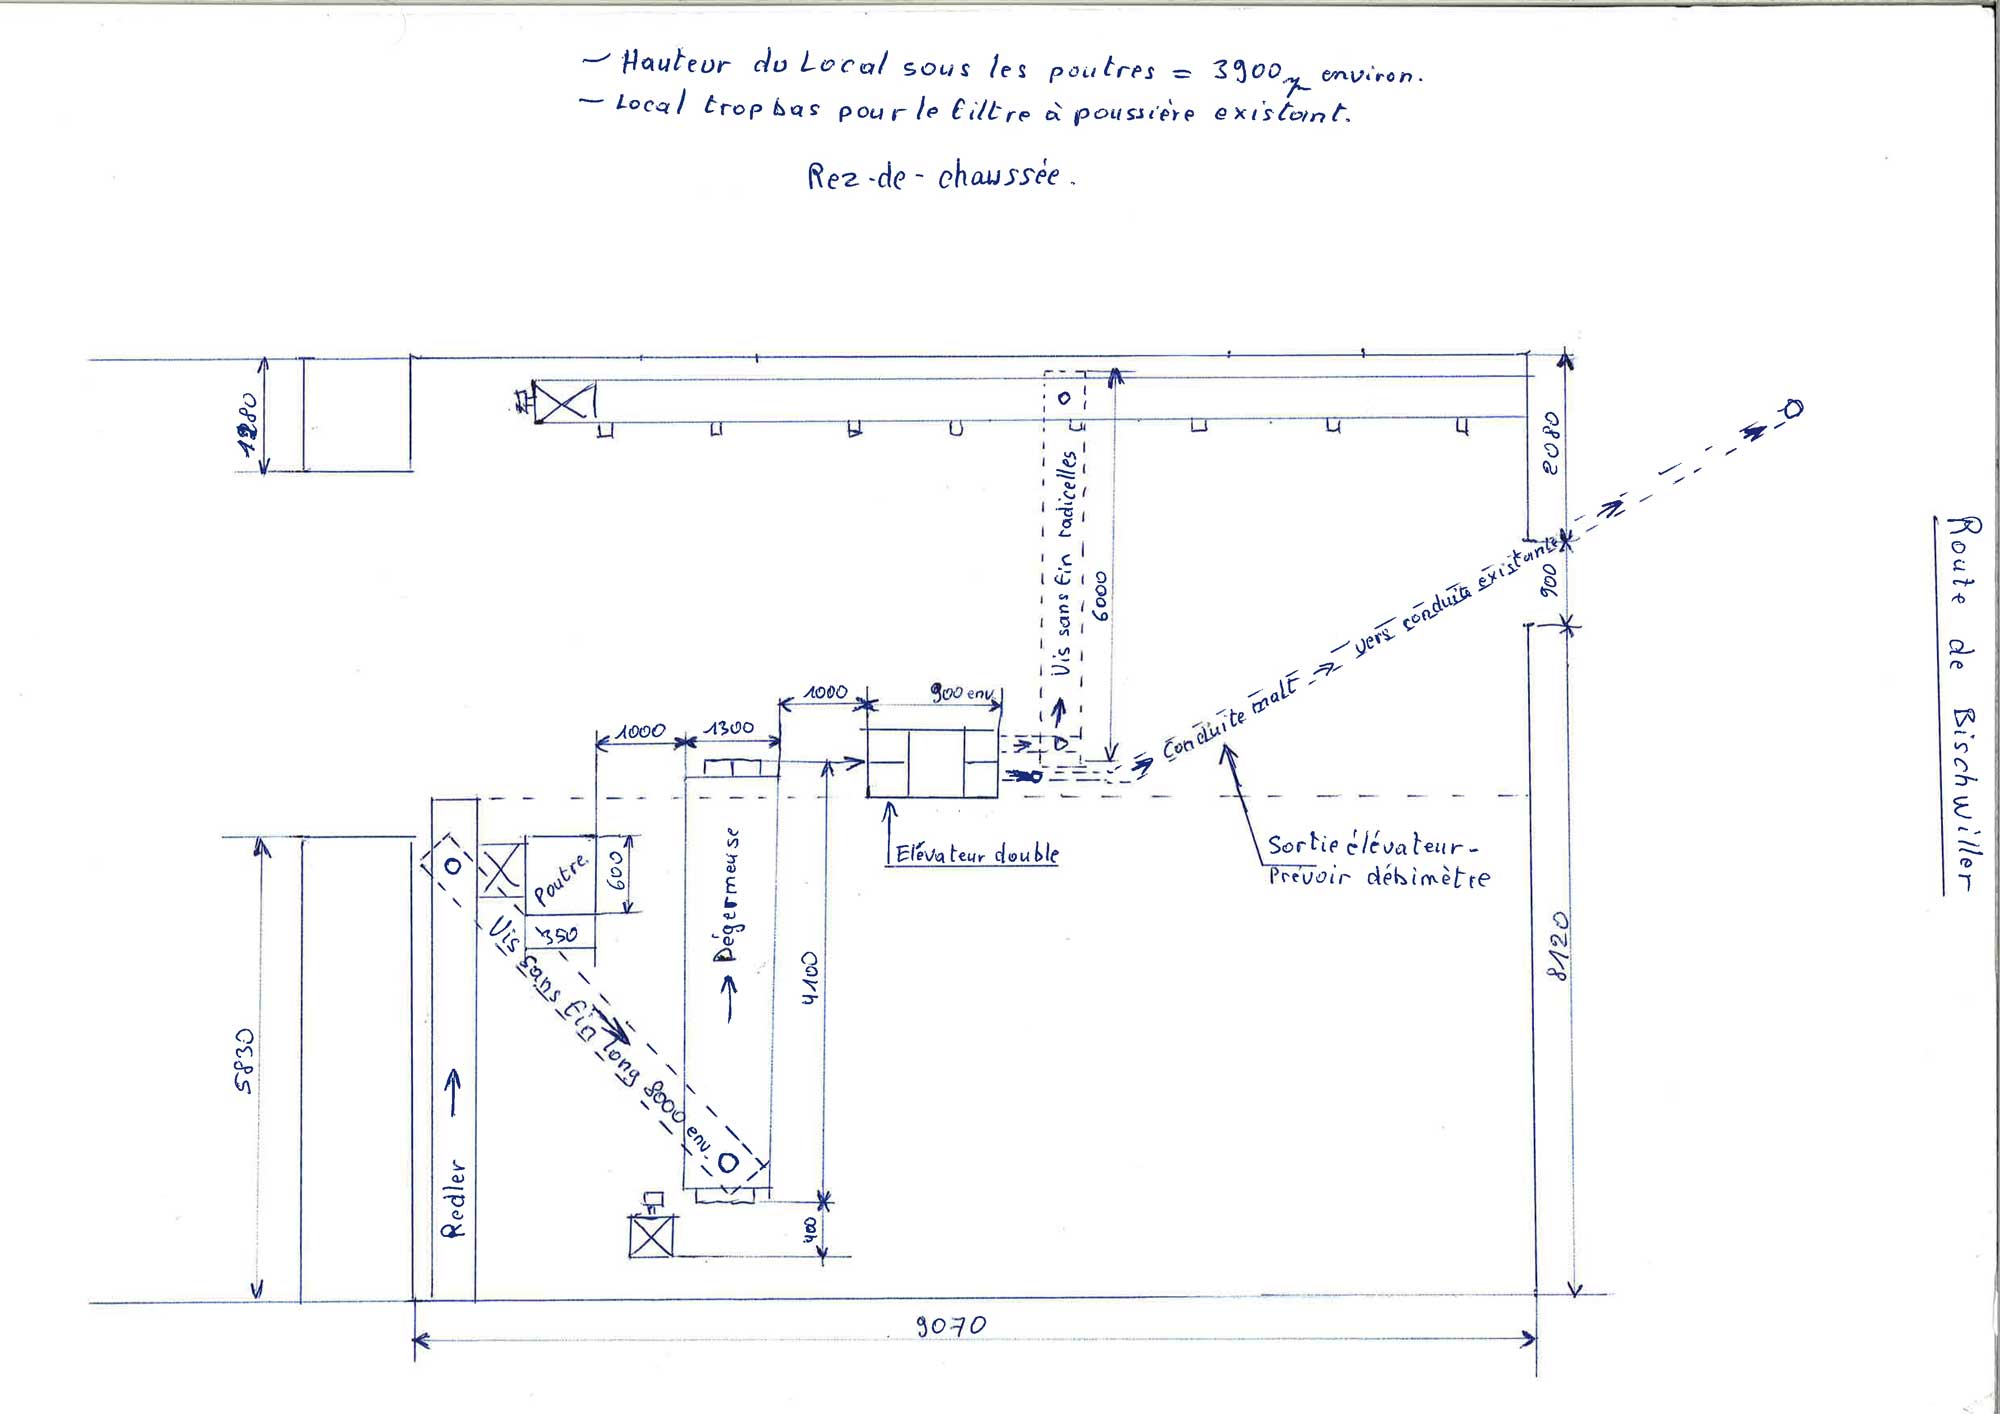 - Hauteur du Local sous les poutres = 3900 environ.
- Local trop bas pour le filtre à poussière existant.
Rez-de-chaussée.
1280
2080
Route de Bischwiller
Vis sans fin radicelles
6000
900
vers conduite existante
Conduite malt
1000
900 env.
1000
1300
Elévateur double
Sortie élévateur-
Prévoir débimètre
Poutre
600
350
Dégermeuse
4100
8120
5830
Vis sans fin long 8000 env.
Redler
400
9070